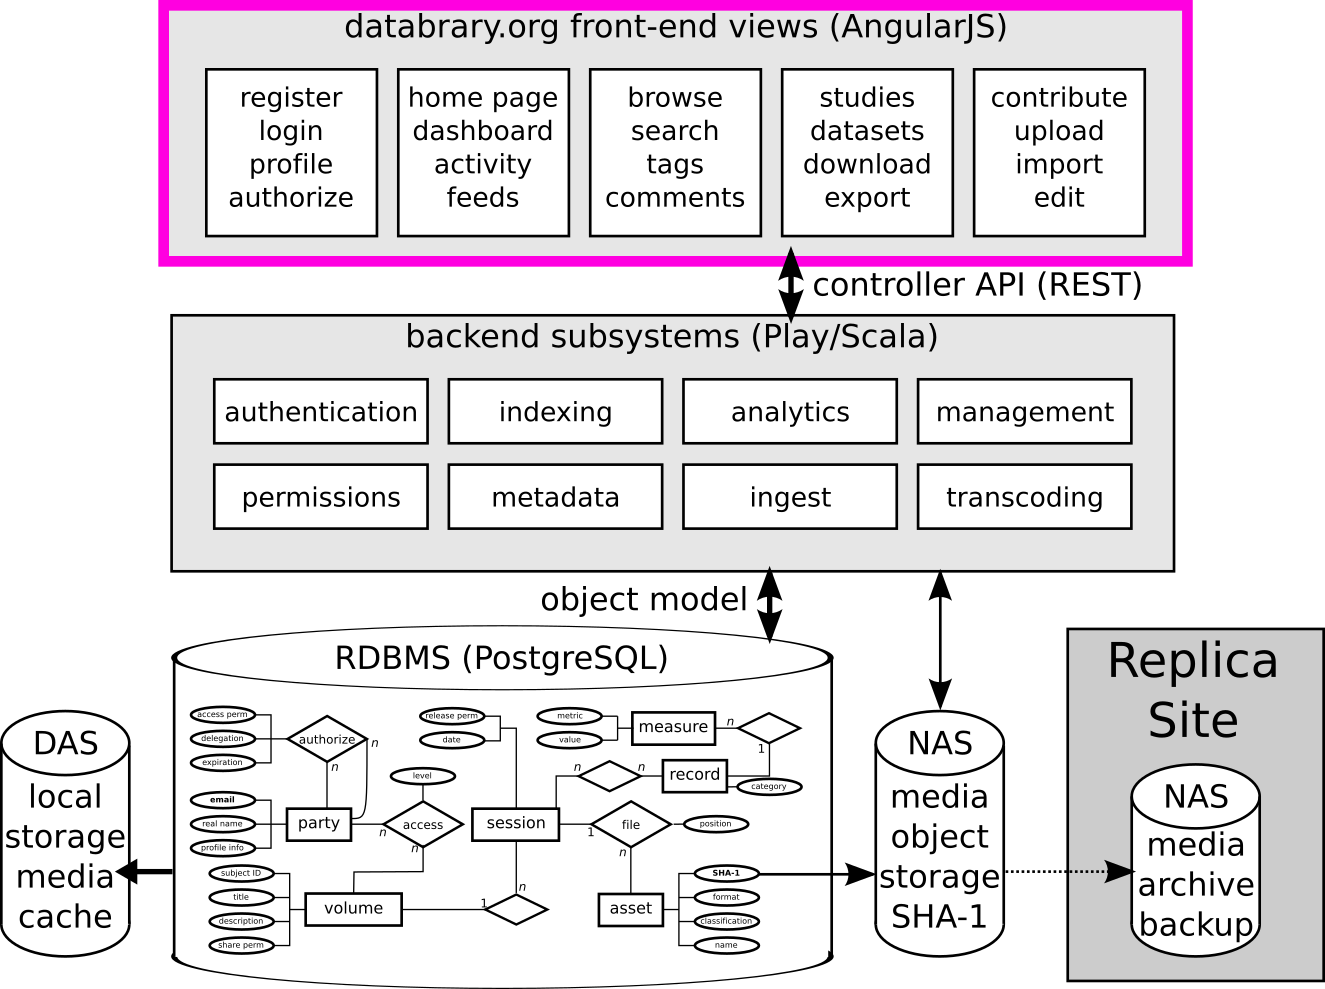 databrary.org front-end views (AngularJS)
register
login
profile
authorize
home page
dashboard
activity
feeds
browse
search
tags
comments
studies
datasets
download
export
contribute
upload
import
edit
controller API (REST)
backend subsystems (Play/Scala)
authentication
indexing
analytics
management
permissions
metadata
ingest
transcoding
object model
RDBMS (PostgreSQL)
access perm
delegation
expiration
authorize
n
n
email
real name
profile info
party
n
access
n
level
release perm
date
session
metric
value
measure
n
1
n
n
record
category
1
file
n
position
subject ID
title
description
share perm
volume
1
n
asset
SHA-1
format
classification
name
DAS
local
storage
media
cache
NAS
media
object
storage
SHA-1
Replica
Site
NAS
media
archive
backup